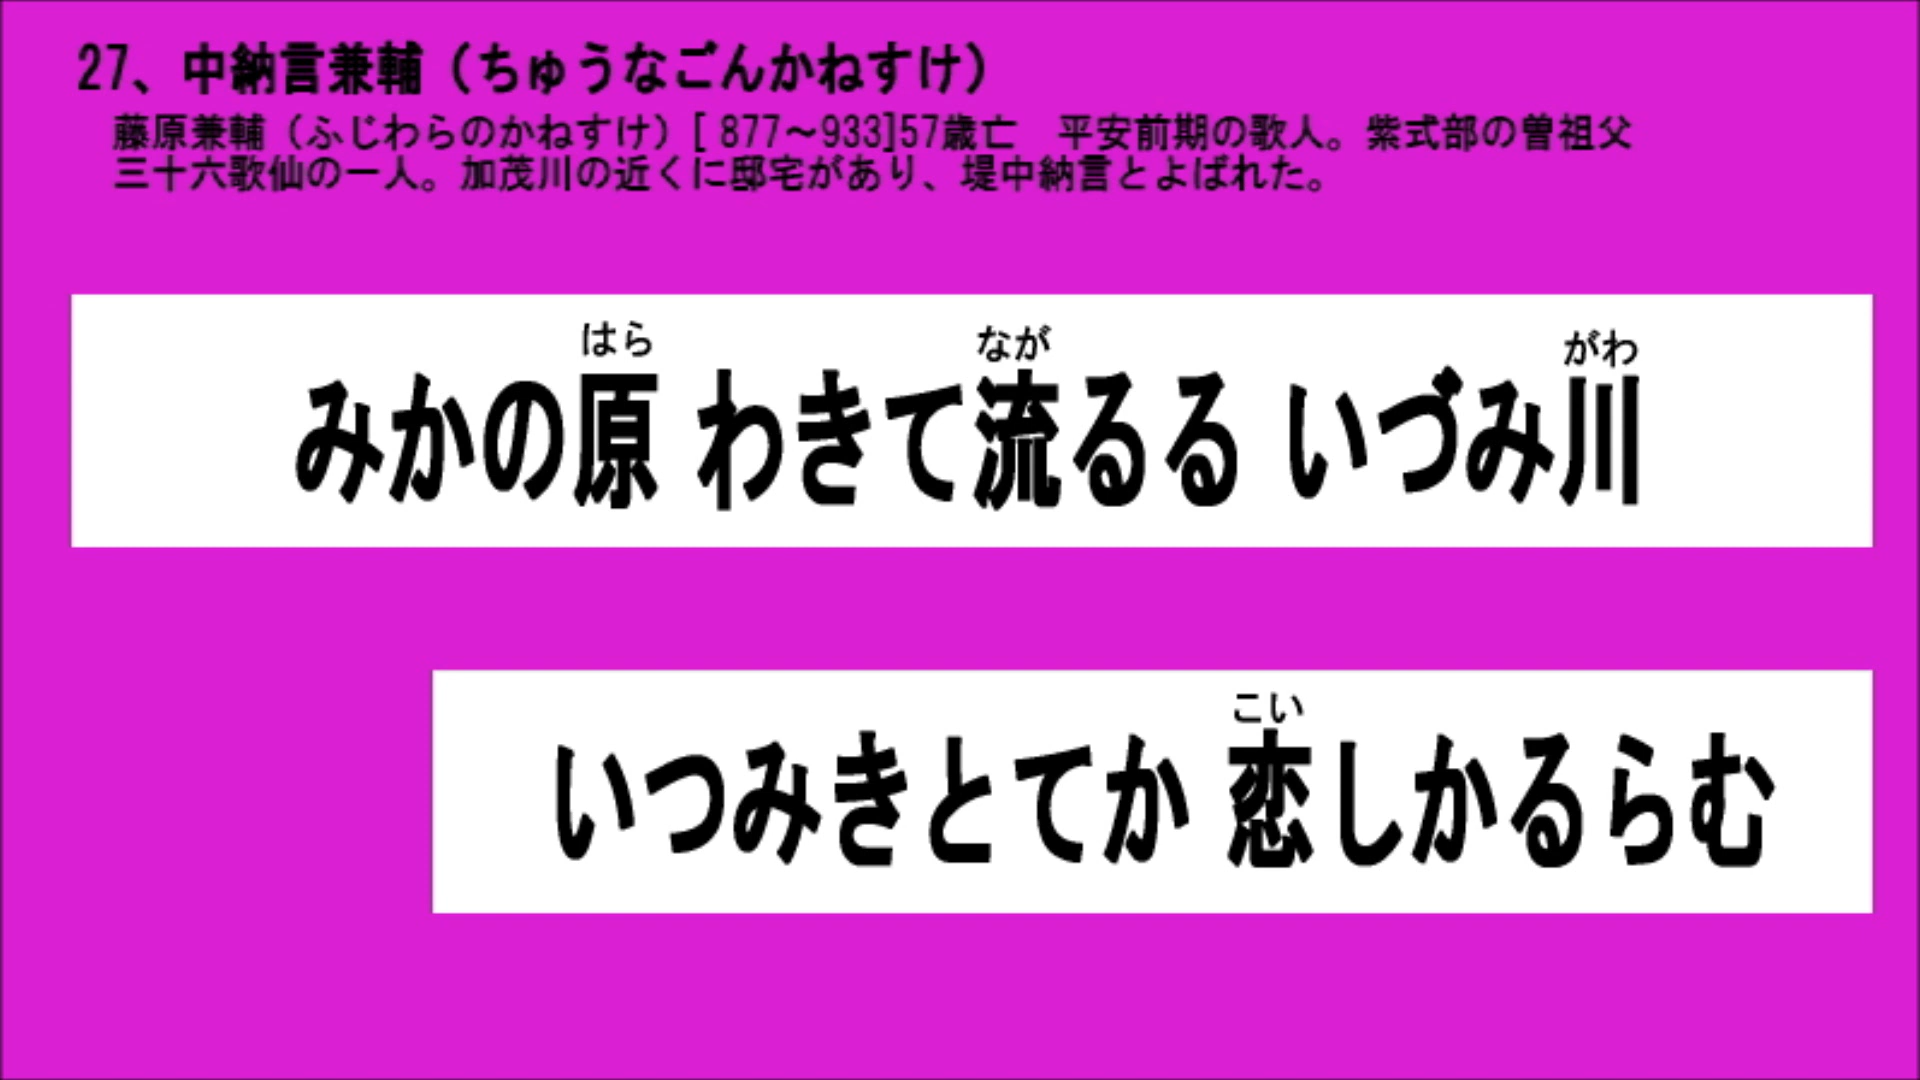 27、中納言兼輔（ちゅうなごんかねすけ）
藤原兼輔（ふじわらのかねすけ）[ 877～933]57歳亡　平安前期の歌人。紫式部の曽祖父
三十六歌仙の一人。加茂川の近くに邸宅があり、堤中納言とよばれた。
はら なが がわ
みかの原 わきて流るる いづみ川
こい
いつみきとてか 恋しかるらむ